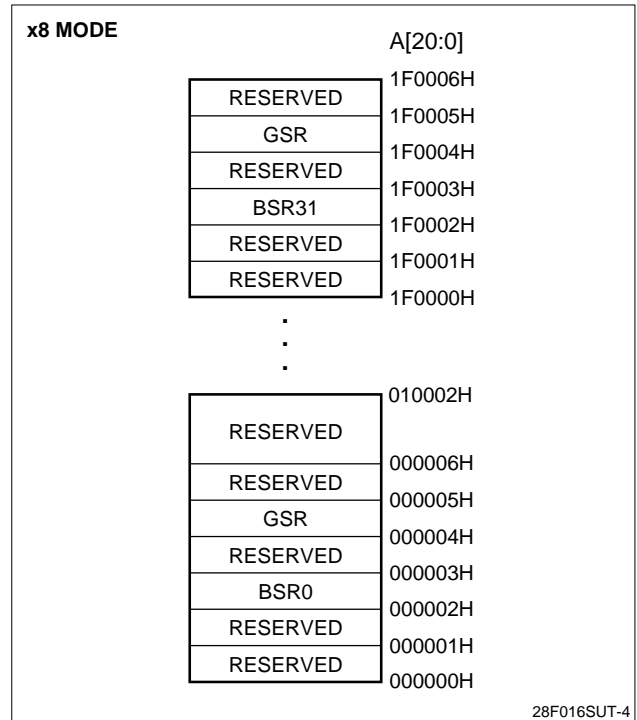 x8 MODE
A[20:0]
1F0006H
RESERVED
1F0005H
GSR
1F0004H
RESERVED
1F0003H
BSR31
1F0002H
RESERVED
1F0001H
RESERVED
1F0000H
.
.
.
010002H
RESERVED
000006H
RESERVED
000005H
GSR
000004H
RESERVED
000003H
BSR0
000002H
RESERVED
000001H
RESERVED
000000H
28F016SUT-4